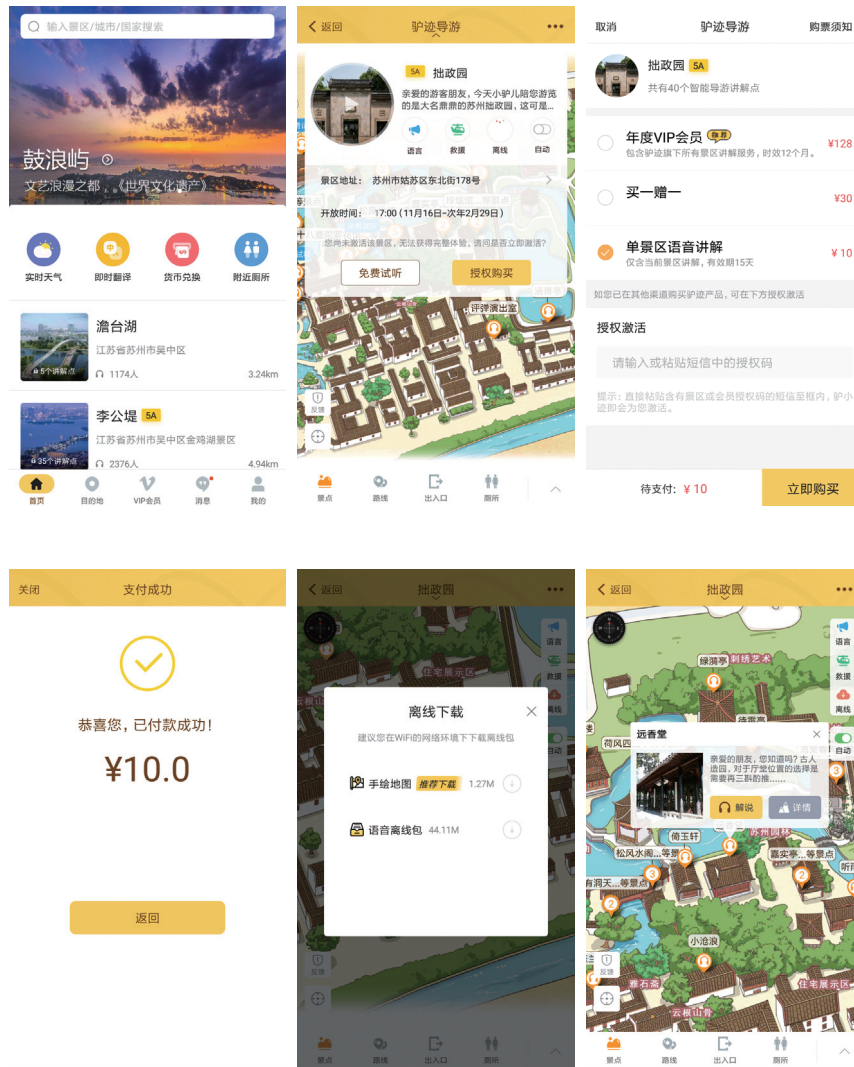 输入景区/城市/国家搜索
鼓浪屿
文艺浪漫之都，《世界文化遗产》
实时天气
即时翻译
货币兑换
附近厕所
澹台湖
江苏省苏州市吴中区
5个讲解点
1174人
3.24km
李公堤 5A
江苏省苏州市吴中区金鸡湖景区
35个讲解点
2376人
4.94km
首页
目的地
VIP会员
消息
我的
返回
驴迹导游
5A 拙政园
亲爱的游客朋友，今天小驴儿陪您游览
的是大名鼎鼎的苏州拙政园，这可是...
语言
救援
离线
自动
景区地址： 苏州市姑苏区东北街178号
开放时间： 17:00 (11月16日-次年2月29日)
您尚未激活该景区，无法获得完整体验，请问是否立即激活?
免费试听
授权购买
评弹演出室
反馈
景点
路线
出入口
厕所
取消
驴迹导游
购票须知
拙政园 5A
共有40个智能导游讲解点
年度VIP会员 推荐
¥128
包含驴迹旗下所有景区讲解服务，时效12个月。
买一赠一
¥30
单景区语音讲解
¥ 10
仅含当前景区讲解，有效期15天
如您已在其他渠道购买驴迹产品，可在下方授权激活
授权激活
请输入或粘贴短信中的授权码
提示：直接粘贴含有景区或会员授权码的短信至框内，驴小
迹即会为您激活。
待支付: ¥ 10
立即购买
关闭
支付成功
恭喜您，已付款成功!
¥10.0
返回
返回
拙政园
语言
救援
离线
自动
住宅展示区
离线下载
建议您在WiFi的网络环境下下载离线包
手绘地图 推荐下载 1.27M
语音离线包 44.11M
反馈
景点
路线
出入口
厕所
返回
拙政园
语言
救援
离线
自动
绿漪亭
刺绣艺术
待霜亭
荷风四
远香堂
亲爱的朋友，您知道吗？古人
造园，对于厅堂位置的选择是
需要再三斟酌推......
解说
详情
3
倚玉轩
苏州园林
松风水阁...等景
嘉实亭...等景点
听雨
有洞天...等景点
3
2
2
小沧浪
雅石斋
住宅展示区
云根山骨
反馈
景点
路线
出入口
厕所